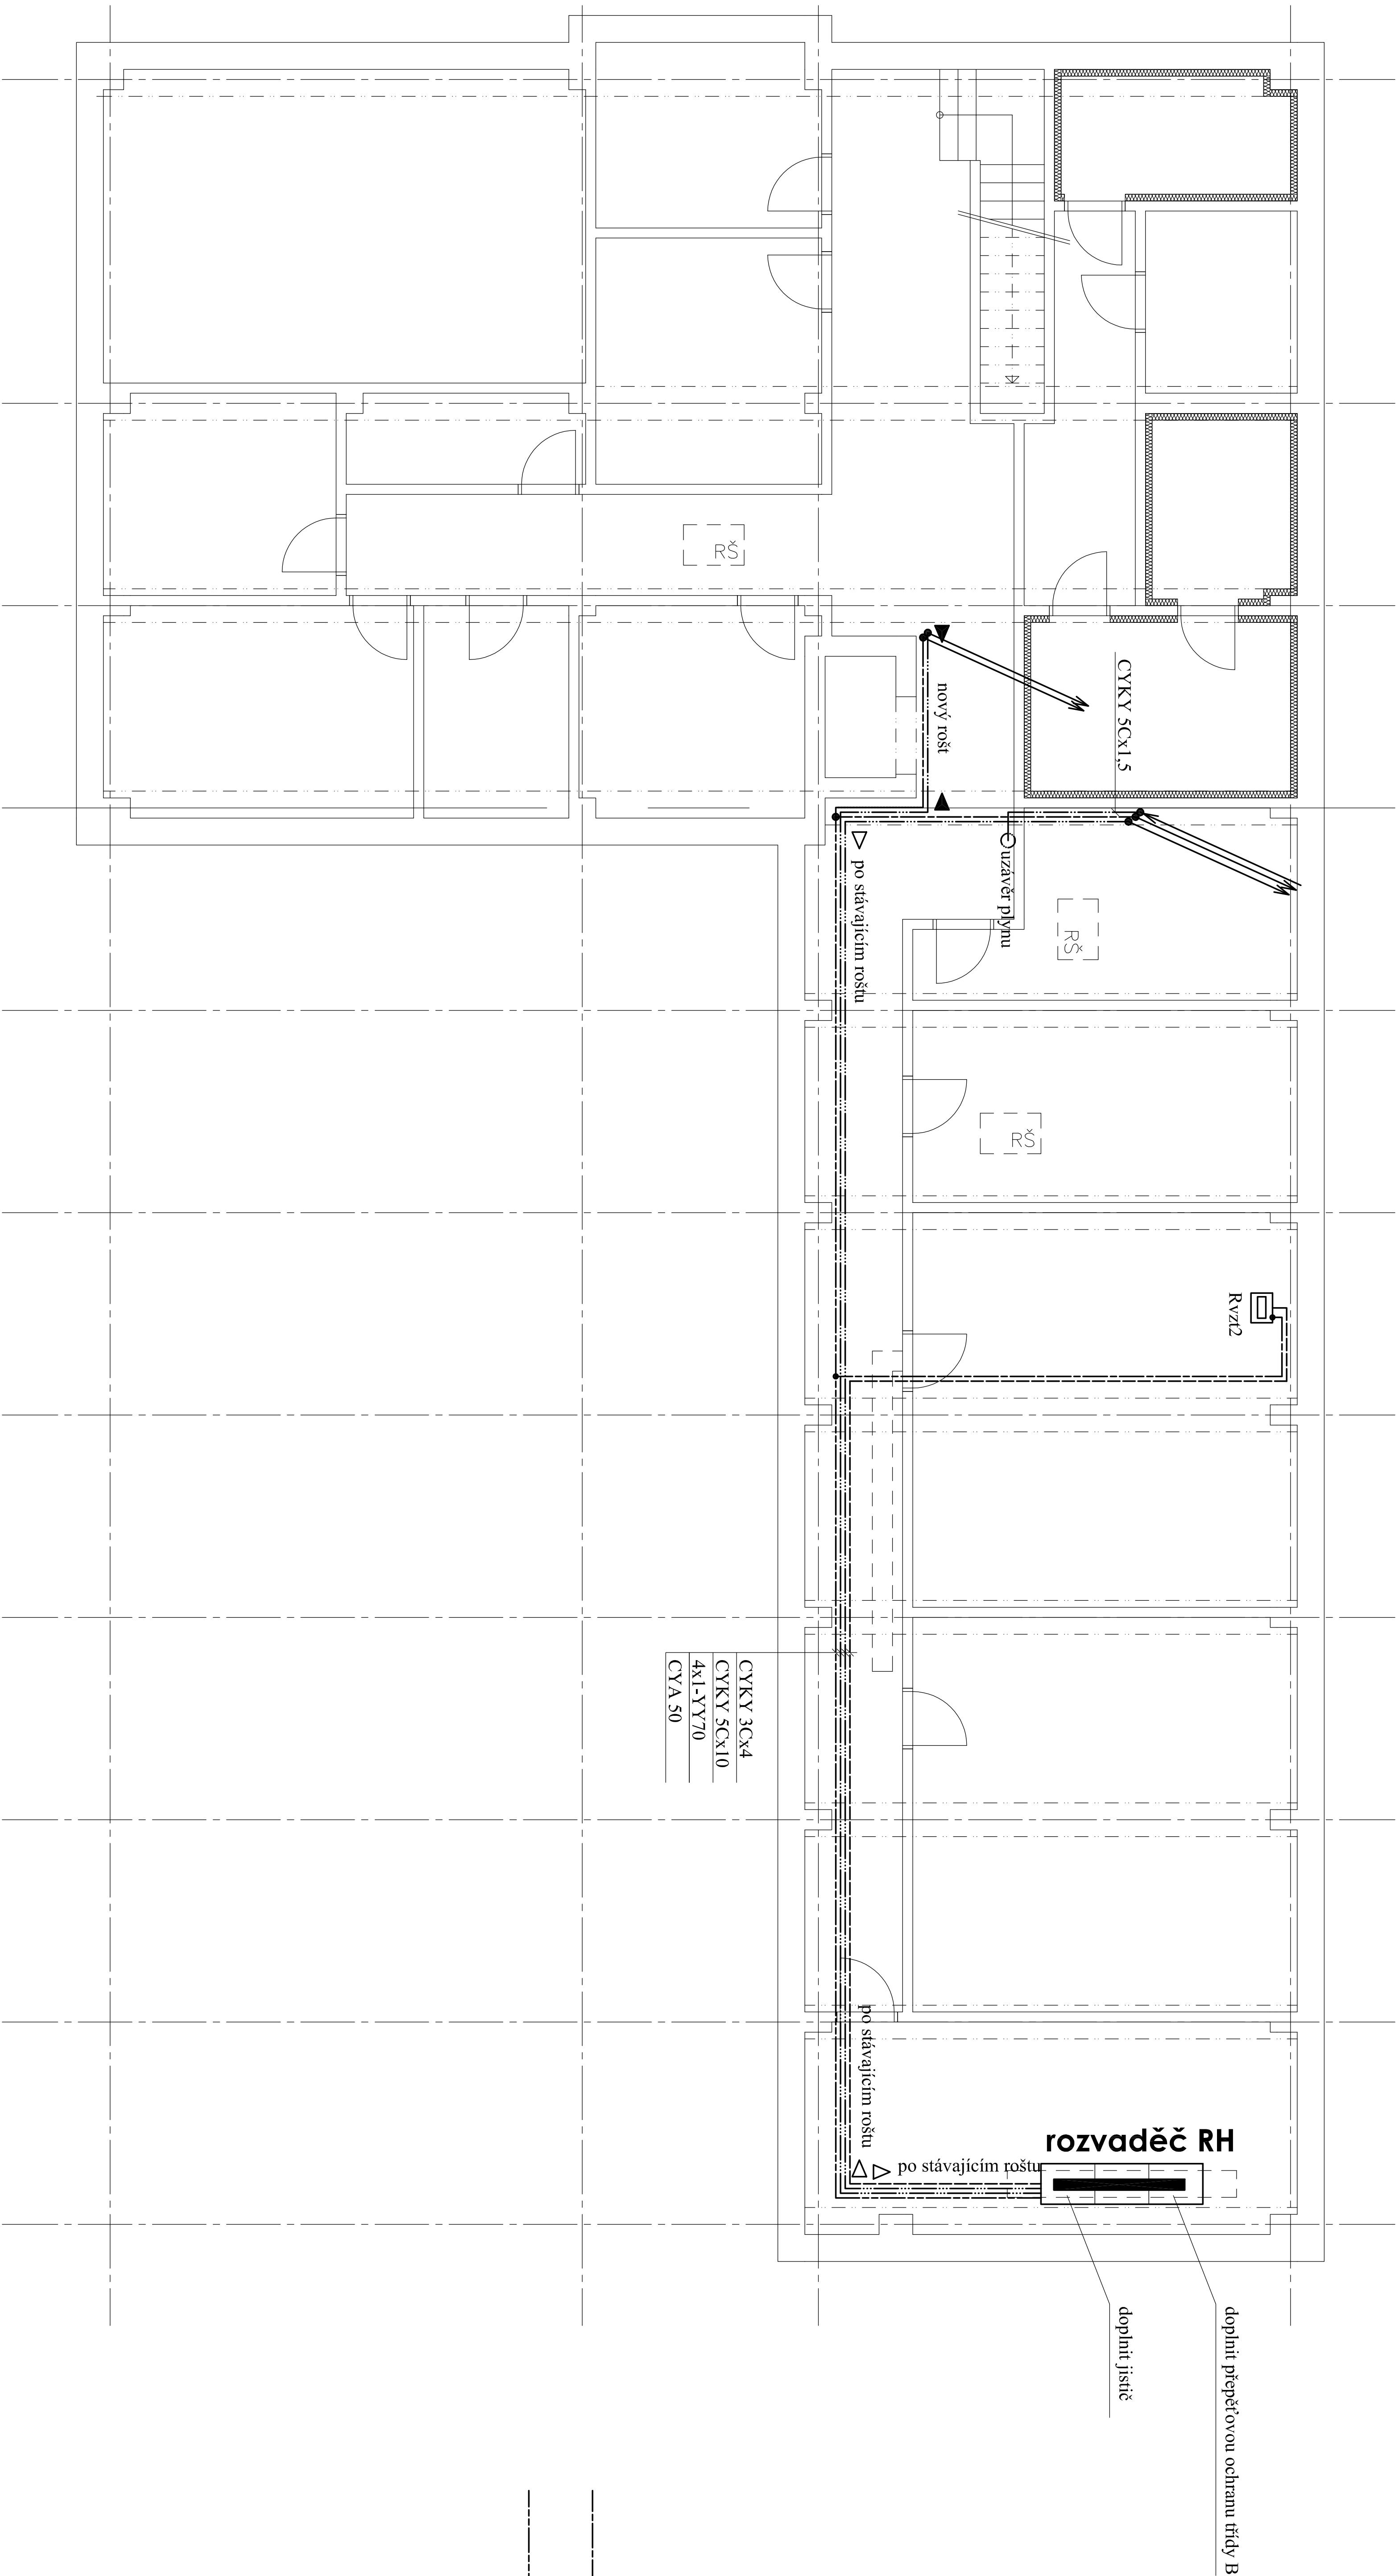 RŠ
CYKY 5Cx1,5
nový rošt
uzávěr plynu
po stávajícím roštu
RŠ
RŠ
Rvzt2
CYKY 3Cx4
CYKY 5Cx10
4x1-YY70
CYA 50
po stávajícím roštu
rozvaděč RH
po stávajícím roštu
doplnit jistič
doplnit přepěťovou ochranu třídy B